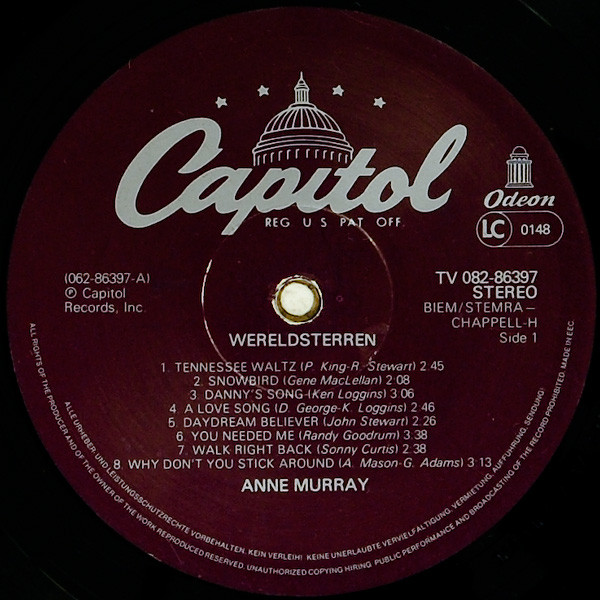 Capitol
REG U S PAT OFF
Odeon
LC 0148
(062-86397-A)
℗ Capitol
Records, Inc.
TV 082-86397
STEREO
BIEM/STEMRA–
CHAPPELL-H
Side 1
WERELDSTERREN
1. TENNESSEE WALTZ (P. King-R. Stewart) 2 45
2. SNOWBIRD (Gene MacLellan) 2:08
3. DANNY'S SONG (Ken Loggins) 3 06
4. A LOVE SONG (D. George-K. Loggins) 2:46
5. DAYDREAM BELIEVER (John Stewart) 2:26
6. YOU NEEDED ME (Randy Goodrum) 3.38
7. WALK RIGHT BACK (Sonny Curtis) 2:38
8. WHY DON'T YOU STICK AROUND (A. Mason-G. Adams) 3 13
ANNE MURRAY
ALLE URHEBER- UND LEISTUNGSSCHUTZRECHTE VORBEHALTEN. KEIN VERLEIH! KEINE UNERLAUBTE VERVIELFÄLTIGUNG, VERMIETUNG, AUFFÜHRUNG, SENDUNG!
ALL RIGHTS OF THE PRODUCER AND OF THE OWNER OF THE WORK REPRODUCED RESERVED. UNAUTHORIZED COPYING HIRING PUBLIC PERFORMANCE AND BROADCASTING OF THE RECORD PROHIBITED. MADE IN EEC.